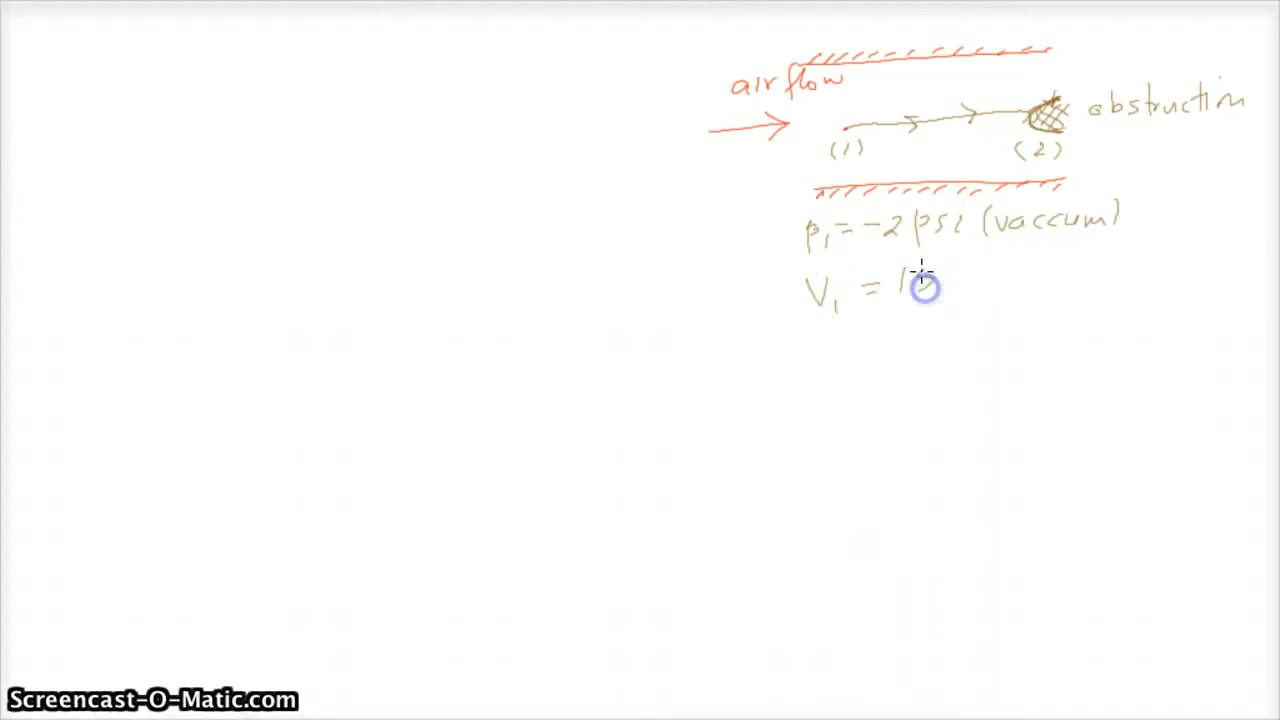 air flow
obstruction
(1)
(2)
p₁ = -2 psi (vaccum)
V₁ =
Screencast-O-Matic.com